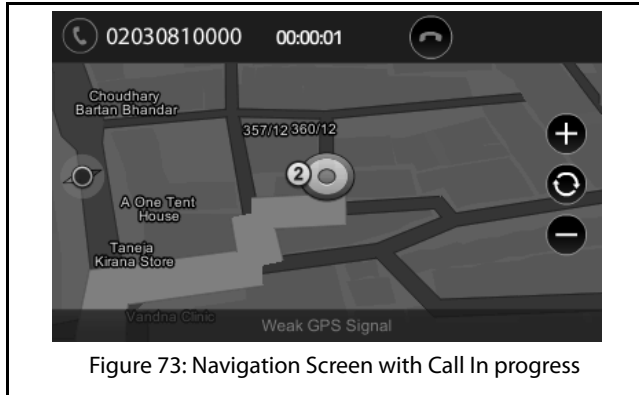 02030810000 00:00:01
Choudhary
Bartan Bhandar
357/12 360/12
2
A One Tent
House
Taneja
Kirana Store
Vandna Clinic
Weak GPS Signal
Figure 73: Navigation Screen with Call In progress